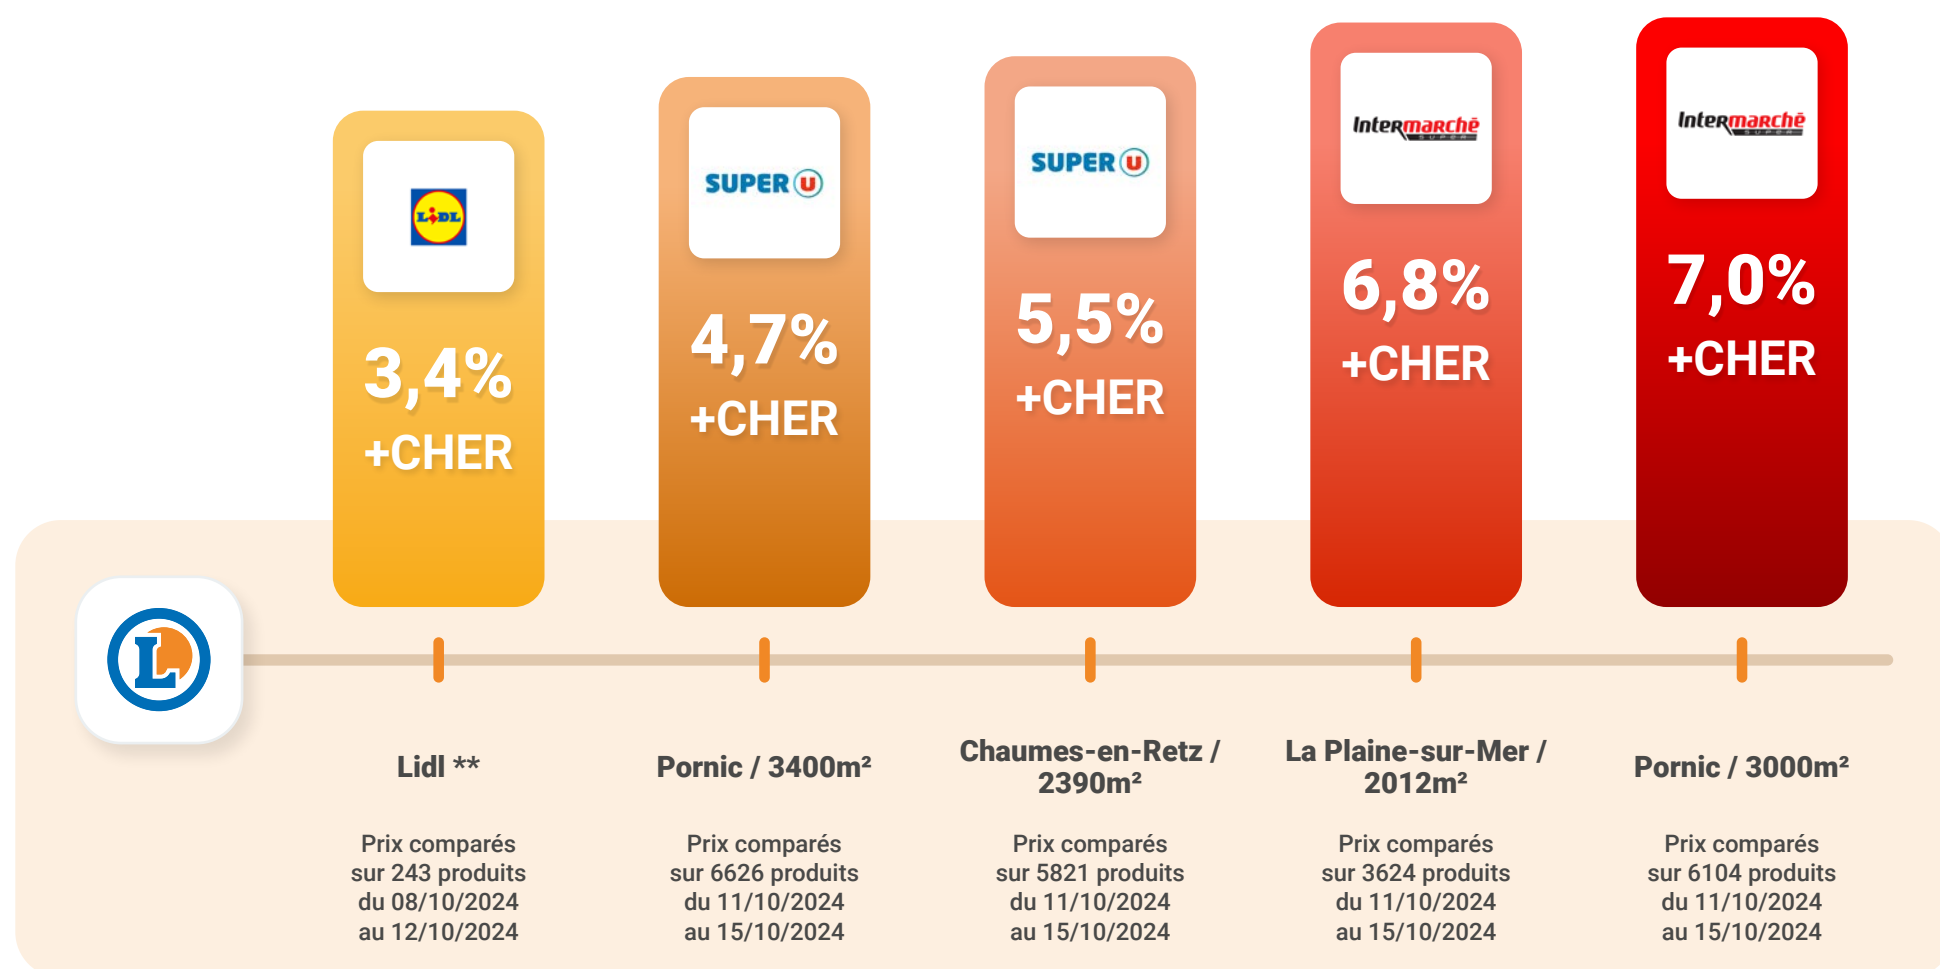 LiDL
3,4%
+CHER
SUPER U
4,7%
+CHER
SUPER U
5,5%
+CHER
Intermarchē
SUPER
6,8%
+CHER
Intermarchē
SUPER
7,0%
+CHER
L
Lidl **
Prix comparés
sur 243 produits
du 08/10/2024
au 12/10/2024
Pornic / 3400m²
Prix comparés
sur 6626 produits
du 11/10/2024
au 15/10/2024
Chaumes-en-Retz /
2390m²
Prix comparés
sur 5821 produits
du 11/10/2024
au 15/10/2024
La Plaine-sur-Mer /
2012m²
Prix comparés
sur 3624 produits
du 11/10/2024
au 15/10/2024
Pornic / 3000m²
Prix comparés
sur 6104 produits
du 11/10/2024
au 15/10/2024